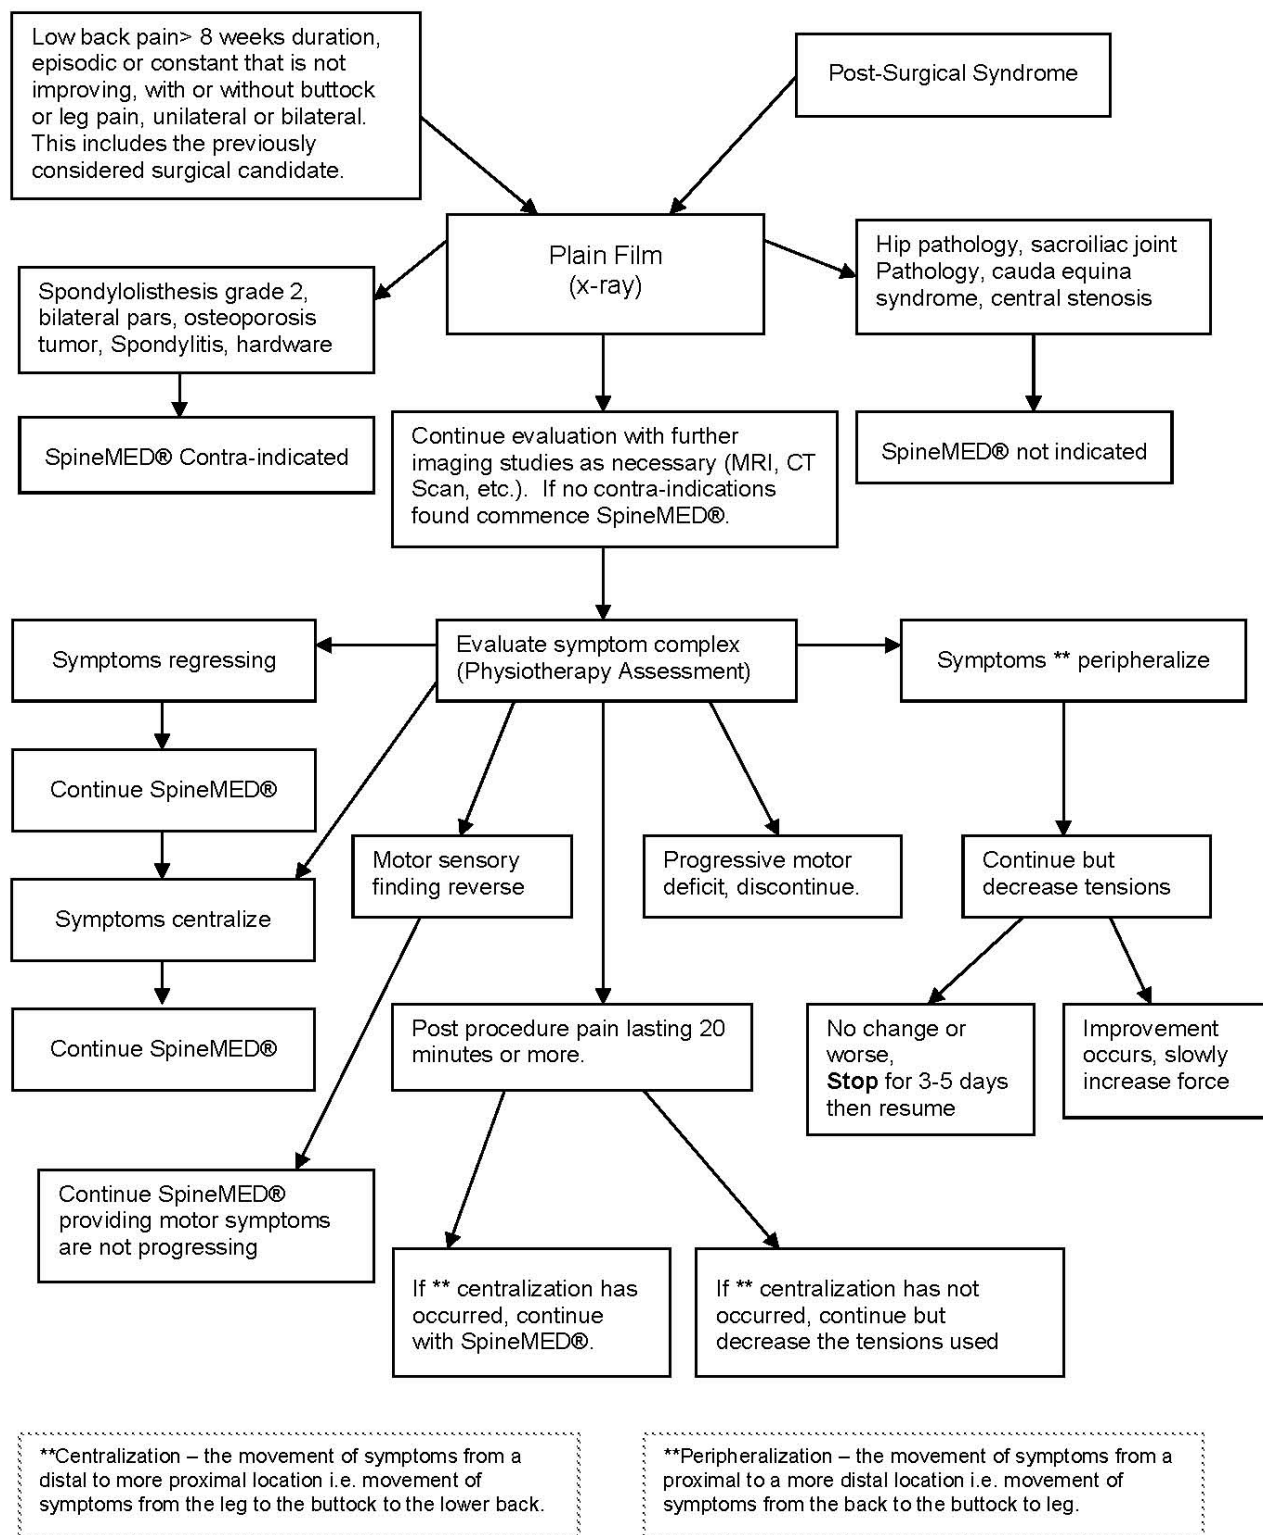 Low back pain> 8 weeks duration,
episodic or constant that is not
improving, with or without buttock
or leg pain, unilateral or bilateral.
This includes the previously
considered surgical candidate.
Post-Surgical Syndrome
Plain Film
(x-ray)
Hip pathology, sacroiliac joint
Pathology, cauda equina
syndrome, central stenosis
Spondylolisthesis grade 2,
bilateral pars, osteoporosis
tumor, Spondylitis, hardware
SpineMED® Contra-indicated
Continue evaluation with further
imaging studies as necessary (MRI, CT
Scan, etc.). If no contra-indications
found commence SpineMED®.
SpineMED® not indicated
Symptoms regressing
Evaluate symptom complex
(Physiotherapy Assessment)
Symptoms ** peripheralize
Continue SpineMED®
Motor sensory
finding reverse
Progressive motor
deficit, discontinue.
Continue but
decrease tensions
Symptoms centralize
Continue SpineMED®
Post procedure pain lasting 20
minutes or more.
No change or
worse,
Stop for 3-5 days
then resume
Improvement
occurs, slowly
increase force
Continue SpineMED®
providing motor symptoms
are not progressing
If ** centralization has
occurred, continue
with SpineMED®.
If ** centralization has not
occurred, continue but
decrease the tensions used
**Centralization – the movement of symptoms from a
distal to more proximal location i.e. movement of
symptoms from the leg to the buttock to the lower back.
**Peripheralization – the movement of symptoms from a
proximal to a more distal location i.e. movement of
symptoms from the back to the buttock to leg.